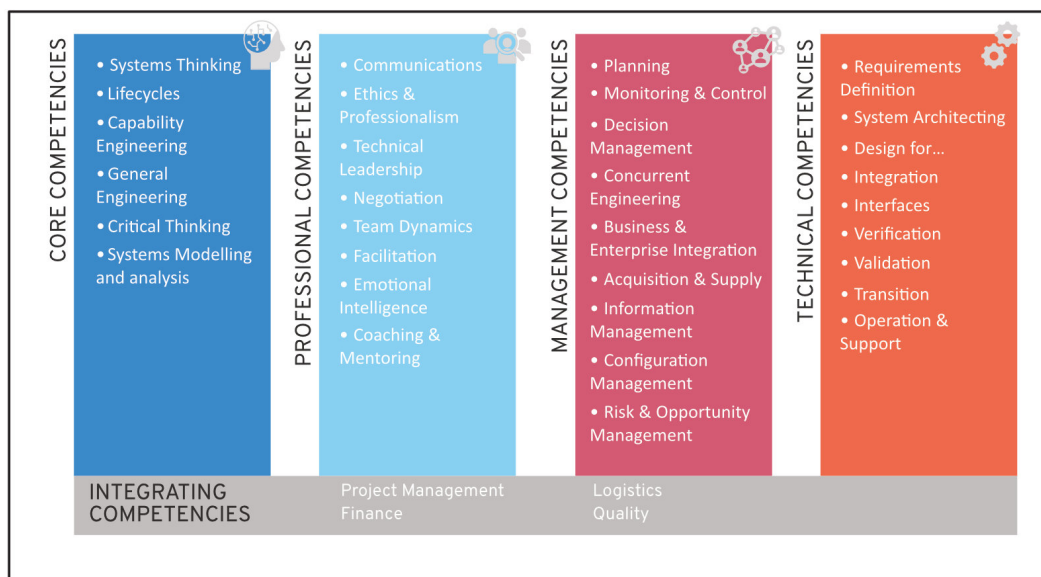 CORE COMPETENCIES
• Systems Thinking
• Lifecycles
• Capability
Engineering
• General
Engineering
• Critical Thinking
• Systems Modelling
and analysis
PROFESSIONAL COMPETENCIES
• Communications
• Ethics &
Professionalism
• Technical
Leadership
• Negotiation
• Team Dynamics
• Facilitation
• Emotional
Intelligence
• Coaching &
Mentoring
MANAGEMENT COMPETENCIES
• Planning
• Monitoring & Control
• Decision
Management
• Concurrent
Engineering
• Business &
Enterprise Integration
• Acquisition & Supply
• Information
Management
• Configuration
Management
• Risk & Opportunity
Management
TECHNICAL COMPETENCIES
• Requirements
Definition
• System Architecting
• Design for...
• Integration
• Interfaces
• Verification
• Validation
• Transition
• Operation &
Support
INTEGRATING
COMPETENCIES
Project Management
Finance
Logistics
Quality